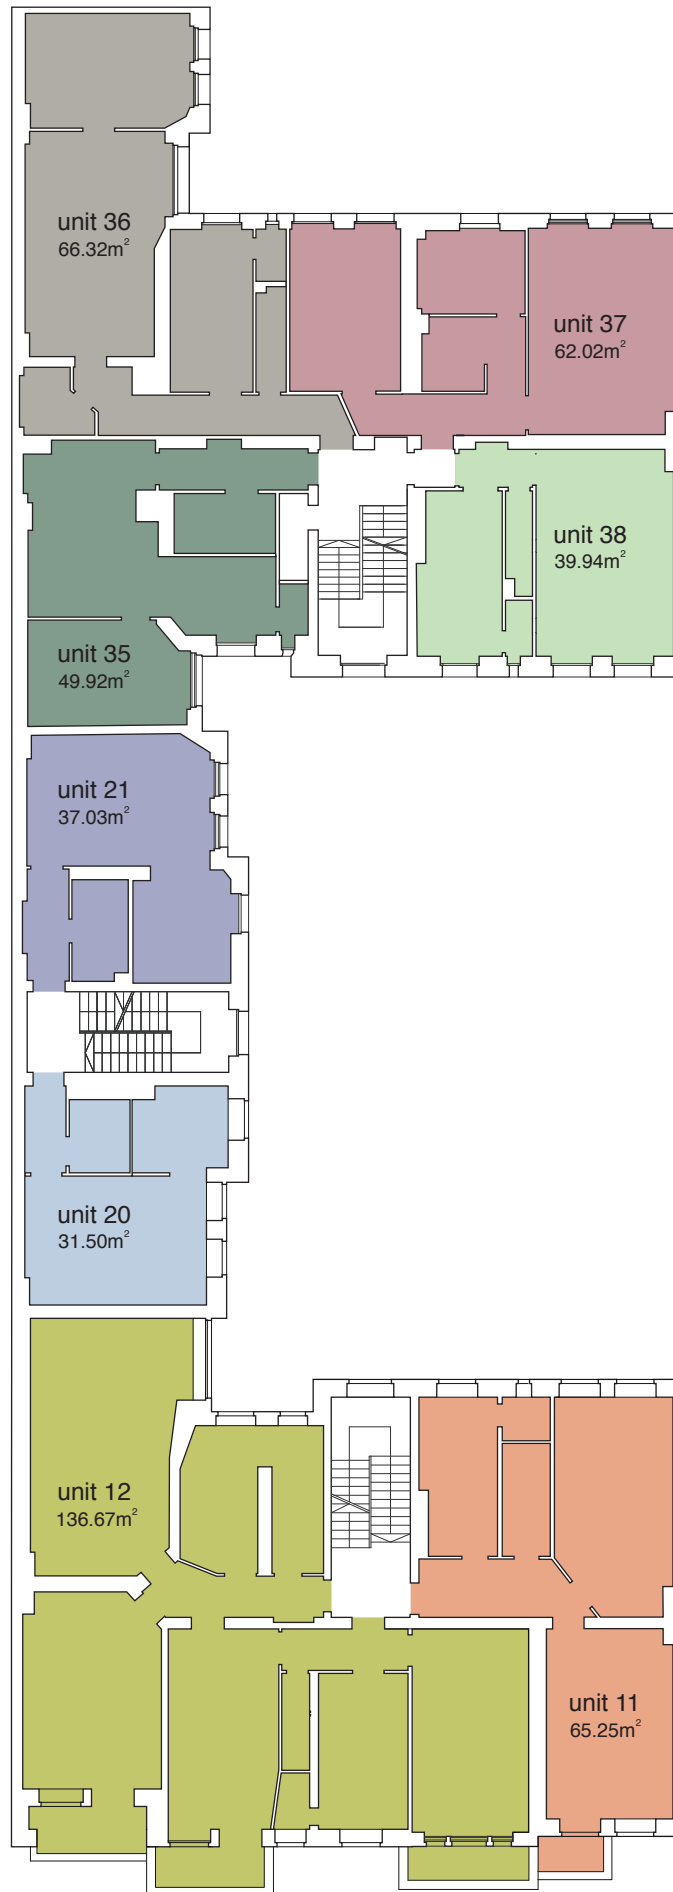 unit 36
66.32m²
unit 37
62.02m²
unit 38
39.94m²
unit 35
49.92m²
unit 21
37.03m²
unit 20
31.50m²
unit 12
136.67m²
unit 11
65.25m²